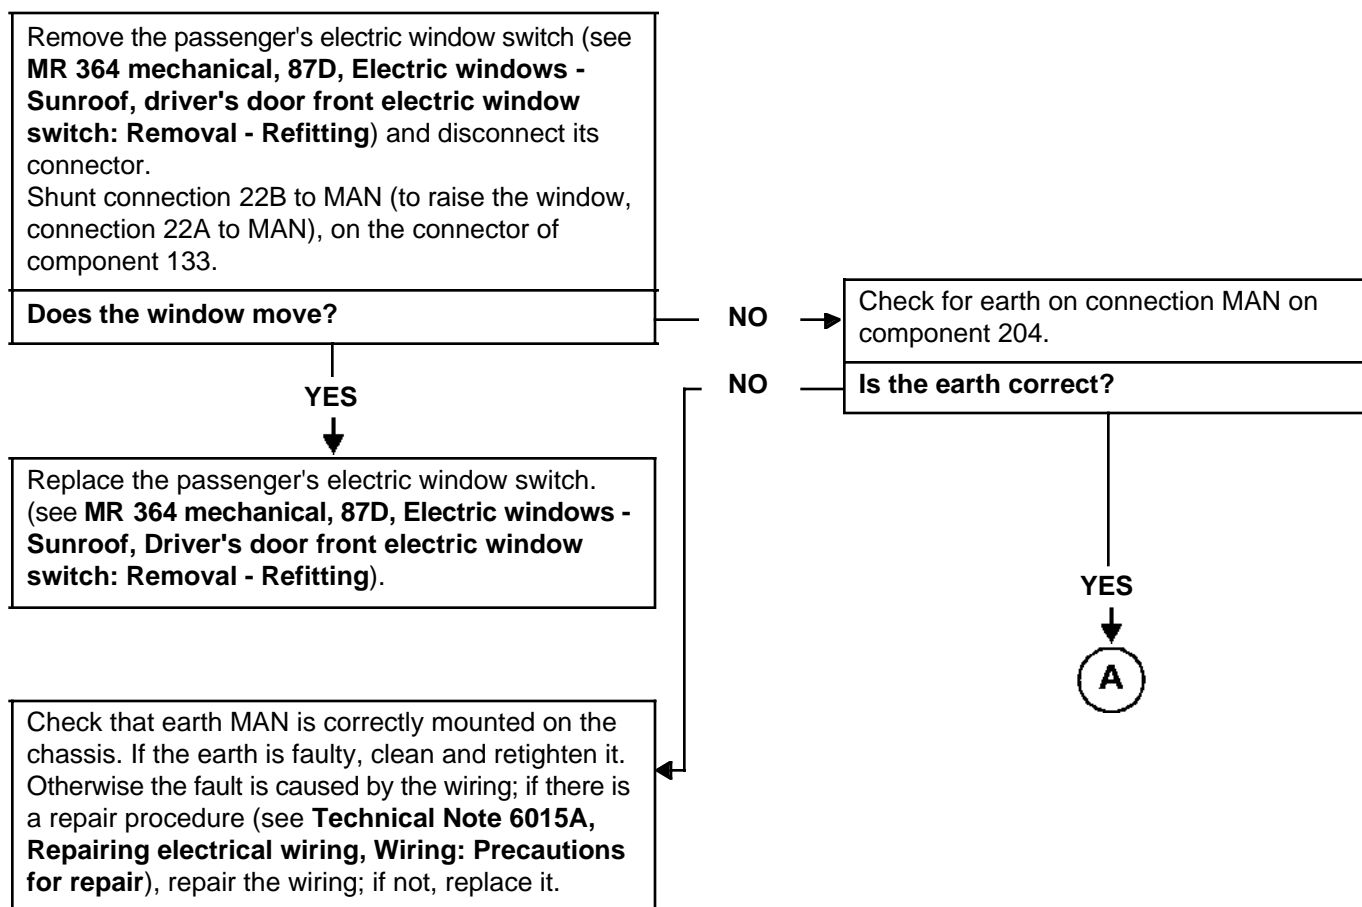 Remove the passenger's electric window switch (see
MR 364 mechanical, 87D, Electric windows -
Sunroof, driver's door front electric window
switch: Removal - Refitting) and disconnect its
connector.
Shunt connection 22B to MAN (to raise the window,
connection 22A to MAN), on the connector of
component 133.
Does the window move?
NO
Check for earth on connection MAN on
component 204.
Is the earth correct?
NO
YES
Replace the passenger's electric window switch.
(see MR 364 mechanical, 87D, Electric windows -
Sunroof, Driver's door front electric window
switch: Removal - Refitting).
YES
A
Check that earth MAN is correctly mounted on the
chassis. If the earth is faulty, clean and retighten it.
Otherwise the fault is caused by the wiring; if there is
a repair procedure (see Technical Note 6015A,
Repairing electrical wiring, Wiring: Precautions
for repair), repair the wiring; if not, replace it.